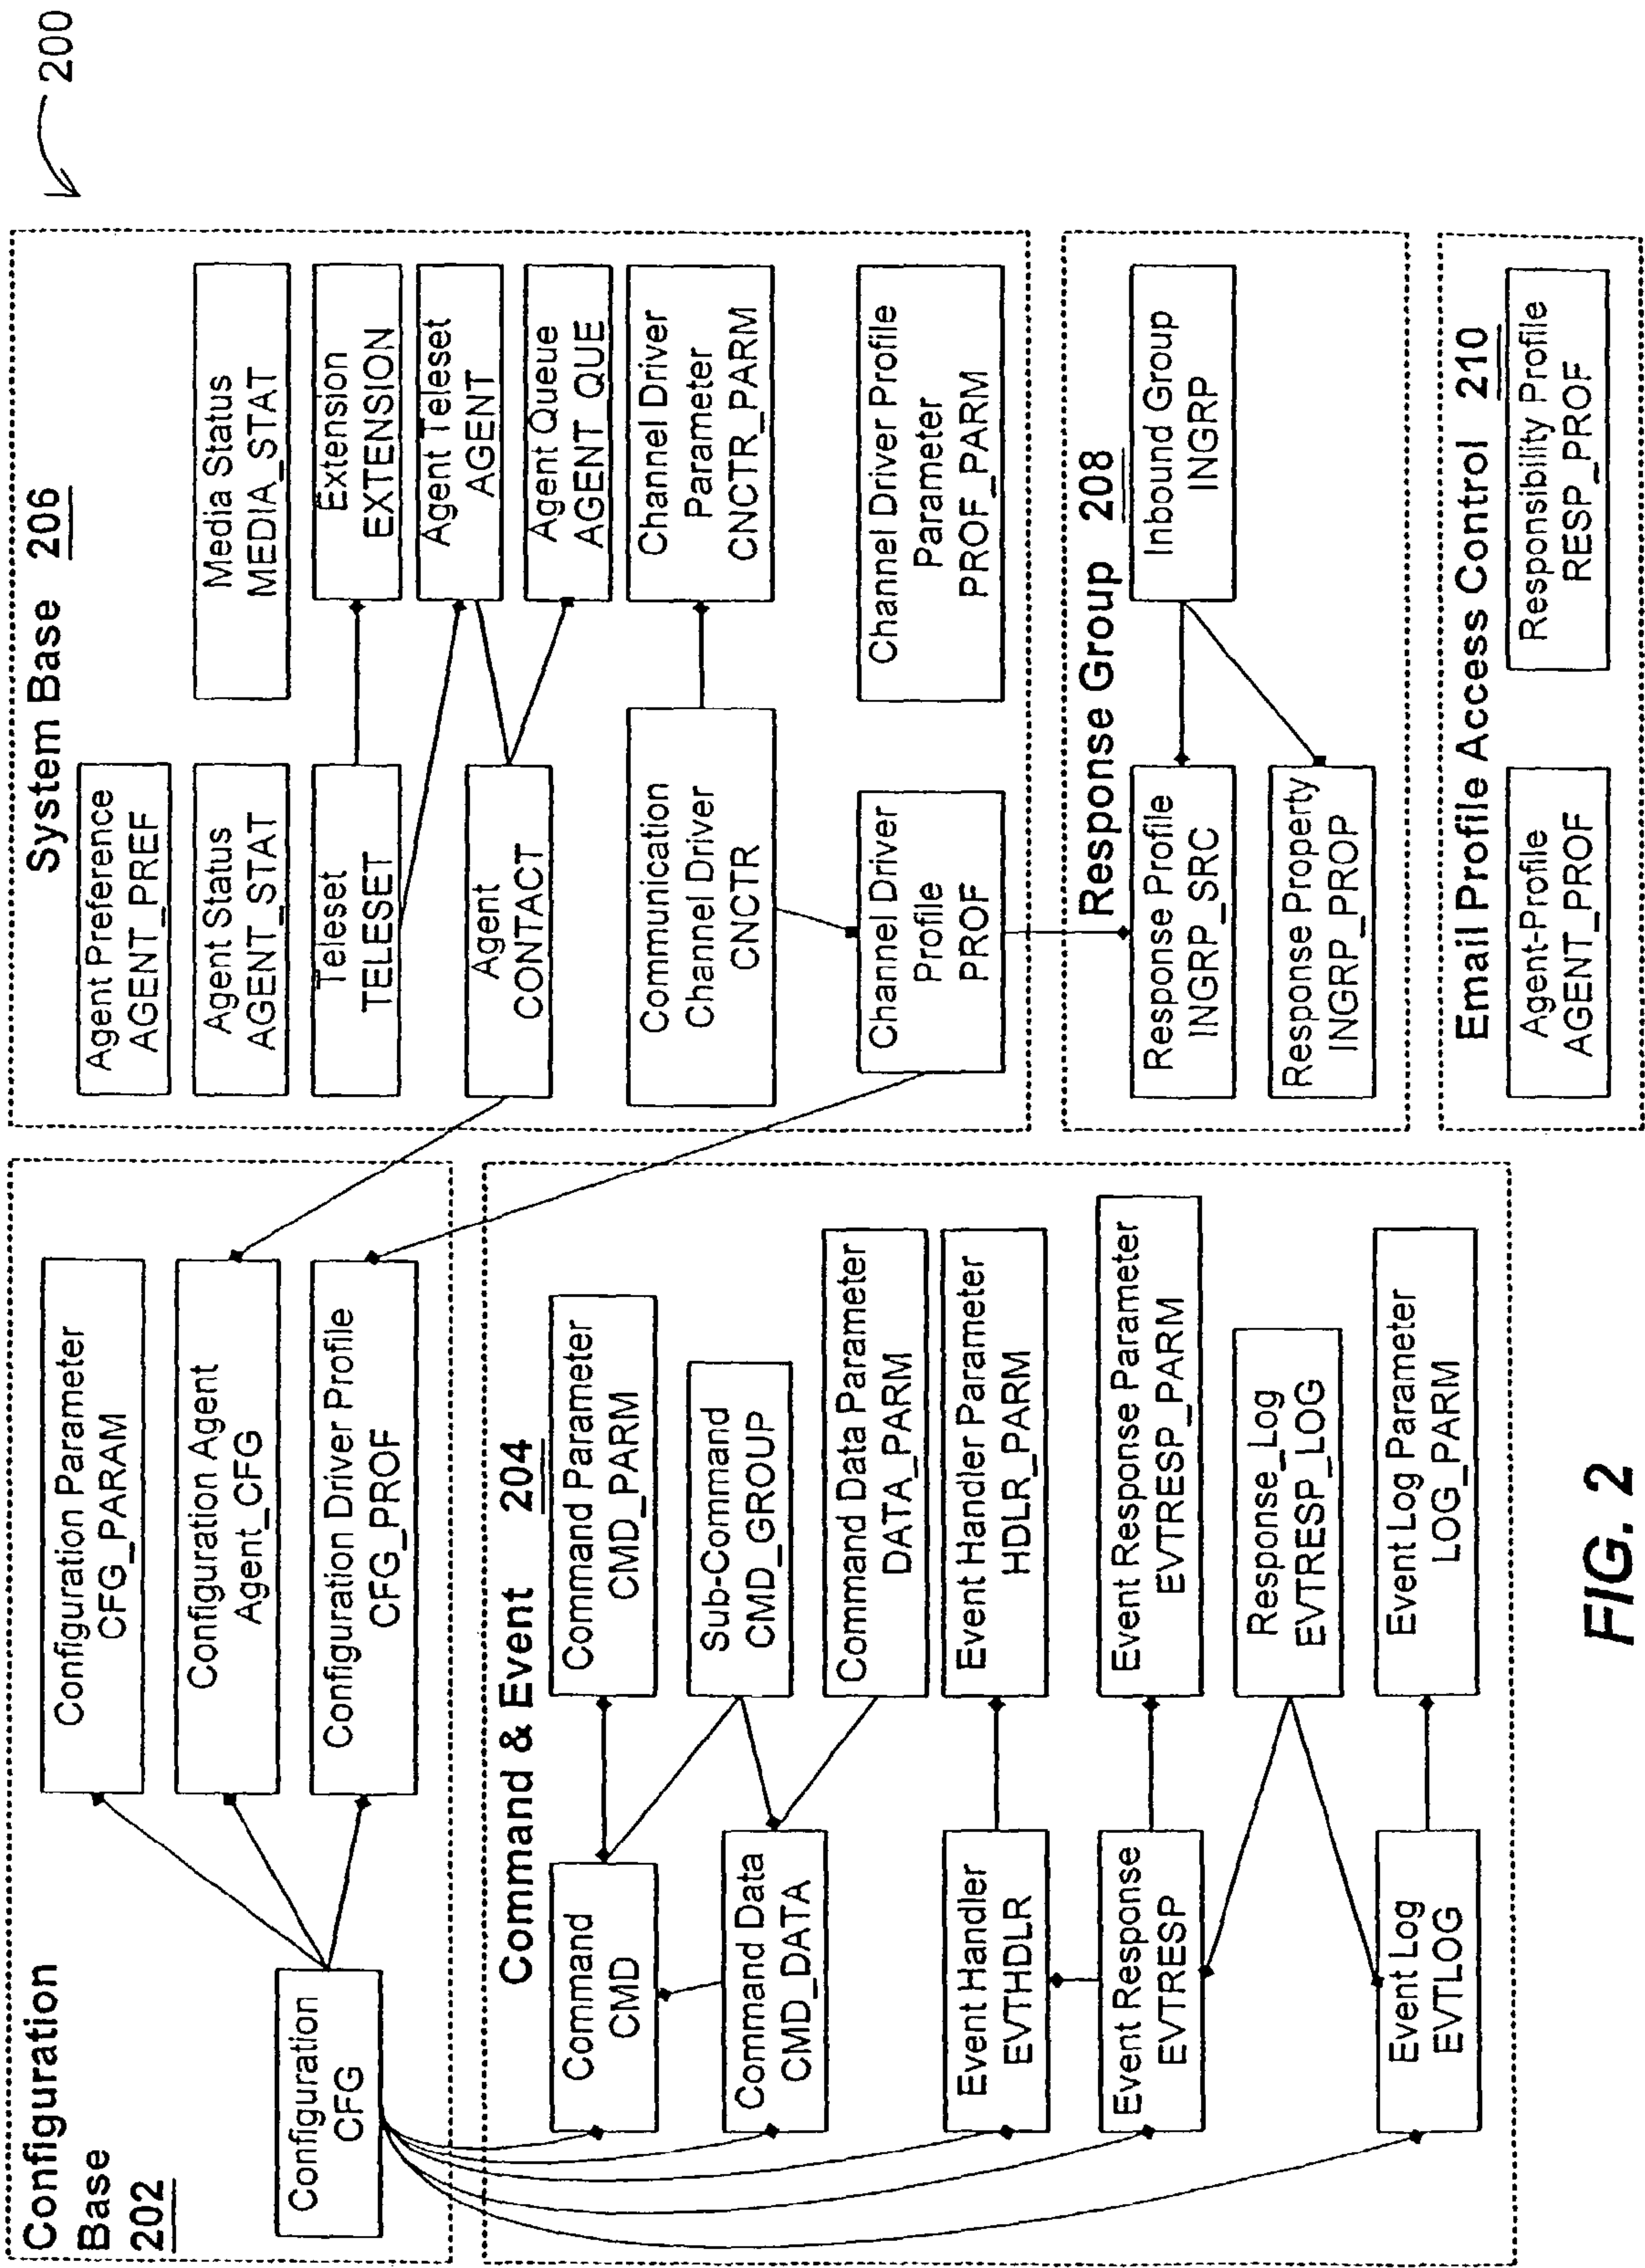 200
Configuration
Base
202
Configuration
CFG
Configuration Parameter
CFG_PARAM
Configuration Agent
Agent_CFG
Configuration Driver Profile
CFG_PROF
Command & Event 204
Command
CMD
Command Parameter
CMD_PARM
Sub-Command
CMD_GROUP
Command Data
CMD_DATA
Command Data Parameter
DATA_PARM
Event Handler
EVTHDLR
Event Handler Parameter
HDLR_PARM
Event Response
EVTRESP
Event Response Parameter
EVTRESP_PARM
Response_Log
EVTRESP_LOG
Event Log
EVTLOG
Event Log Parameter
LOG_PARM
System Base 206
Agent Preference
AGENT_PREF
Agent Status
AGENT_STAT
Media Status
MEDIA_STAT
Teleset
TELESET
Extension
EXTENSION
Agent Teleset
AGENT
Agent
CONTACT
Agent Queue
AGENT_QUE
Communication
Channel Driver
CNCTR
Channel Driver
Parameter
CNCTR_PARM
Channel Driver
Profile
PROF
Channel Driver Profile
Parameter
PROF_PARM
Response Group 208
Response Profile
INGRP_SRC
Inbound Group
INGRP
Response Property
INGRP_PROP
Email Profile Access Control 210
Agent-Profile
AGENT_PROF
Responsibility Profile
RESP_PROF
FIG. 2